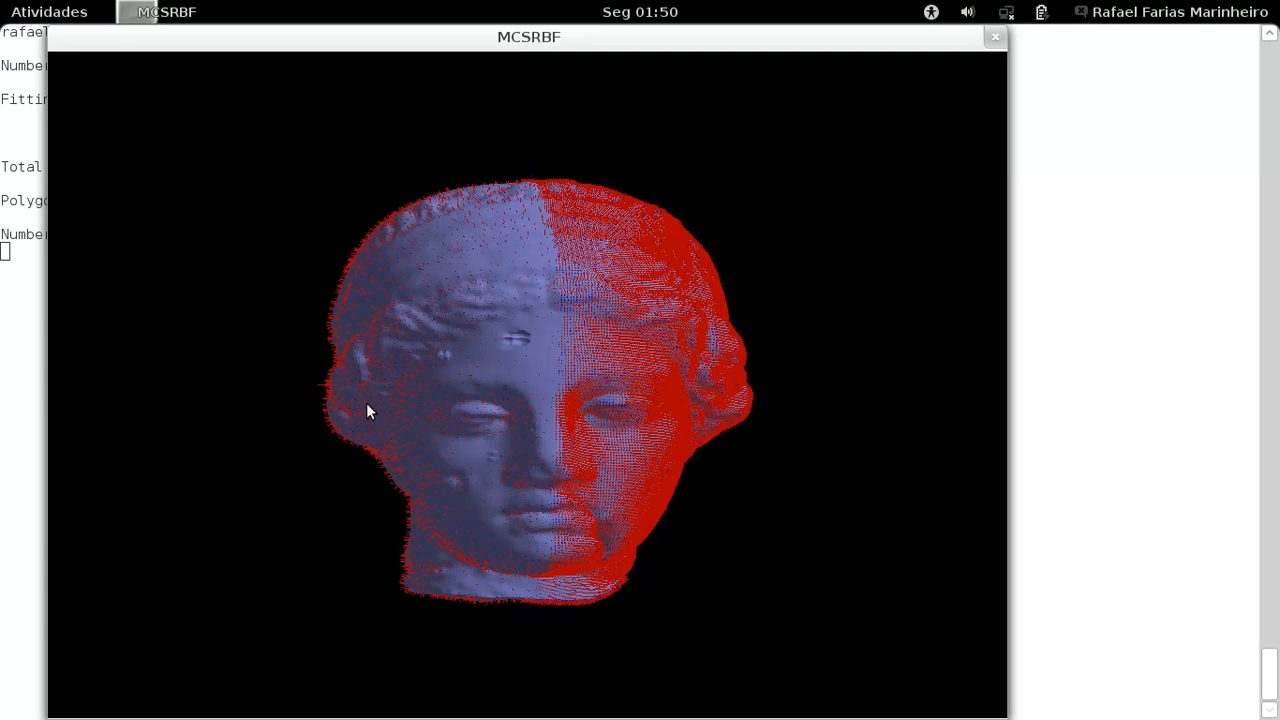 Atividades
MCSRBF
Seg 01:50
Rafael Farias Marinheiro
MCSRBF
rafael
Number
Fittin
Total
Polygo
Number